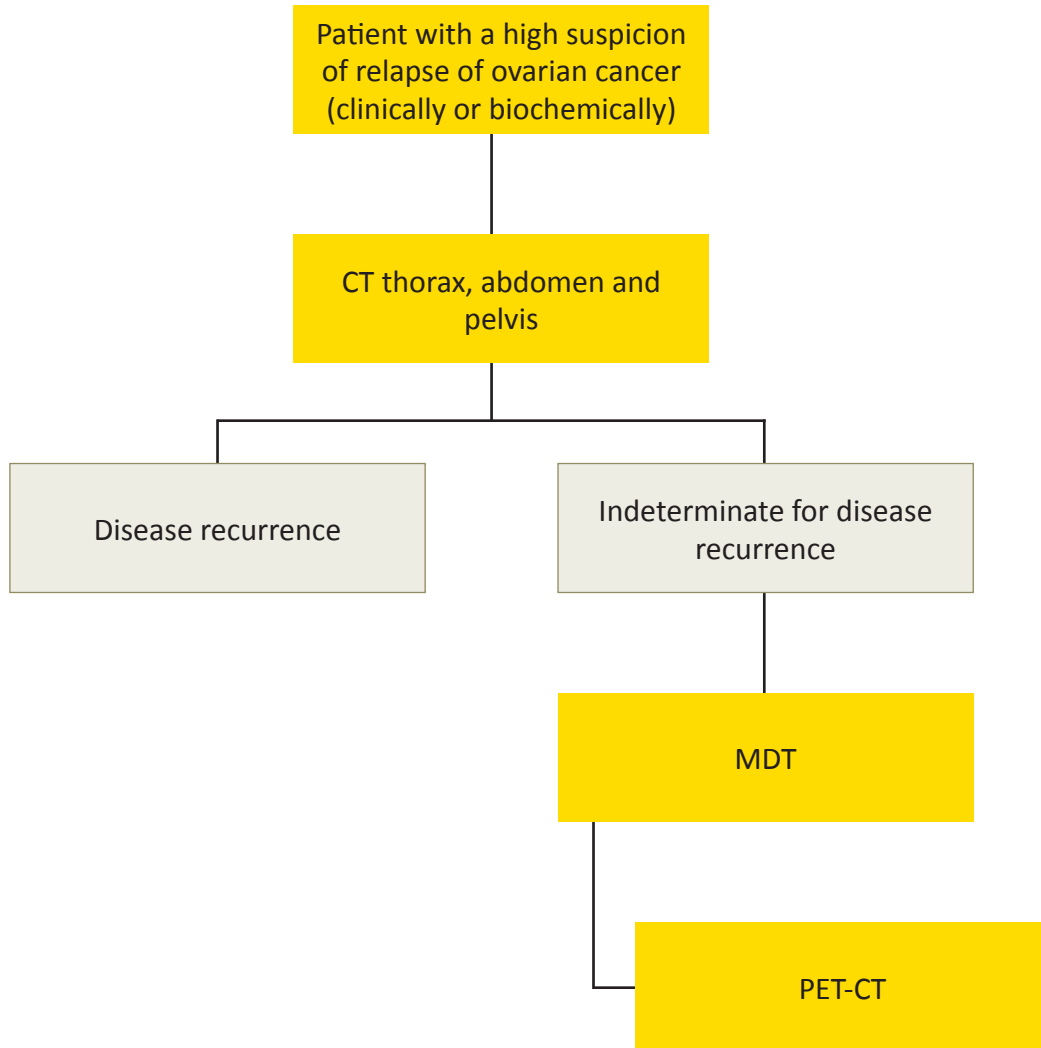 Patient with a high suspicion
of relapse of ovarian cancer
(clinically or biochemically)
CT thorax, abdomen and
pelvis
Disease recurrence
Indeterminate for disease
recurrence
MDT
PET-CT